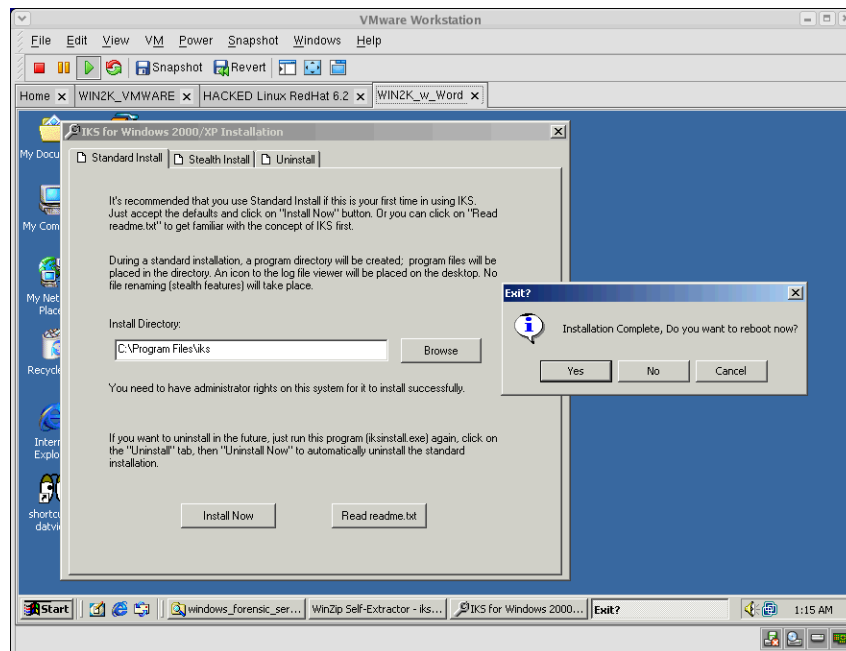 VMware Workstation
File Edit View VM Power Snapshot Windows Help
Snapshot Revert
Home WIN2K_VMWARE HACKED Linux RedHat 6.2 WIN2K_w_Word
IKS for Windows 2000/XP Installation
My Docu
Standard Install Stealth Install Uninstall
It's recommended that you use Standard Install if this is your first time in using IKS.
Just accept the defaults and click on "Install Now" button. Or you can click on "Read
readme.txt" to get familiar with the concept of IKS first.
My Com
During a standard installation, a program directory will be created; program files will be
placed in the directory. An icon to the log file viewer will be placed on the desktop. No
file renaming (stealth features) will take place.
My Net
Place
Exit?
Installation Complete, Do you want to reboot now?
Yes No Cancel
Install Directory:
C:\Program Files\iks
Browse
Recycle
You need to have administrator rights on this system for it to install successfully.
Intern
Explo
If you want to uninstall in the future, just run this program (iksinstall.exe) again, click on
the "Uninstall" tab, then "Uninstall Now" to automatically uninstall the standard
installation.
shortcu
datvi
Install Now Read readme.txt
Start windows_forensic_ser... WinZip Self-Extractor - iks... IKS for Windows 2000... Exit? 1:15 AM